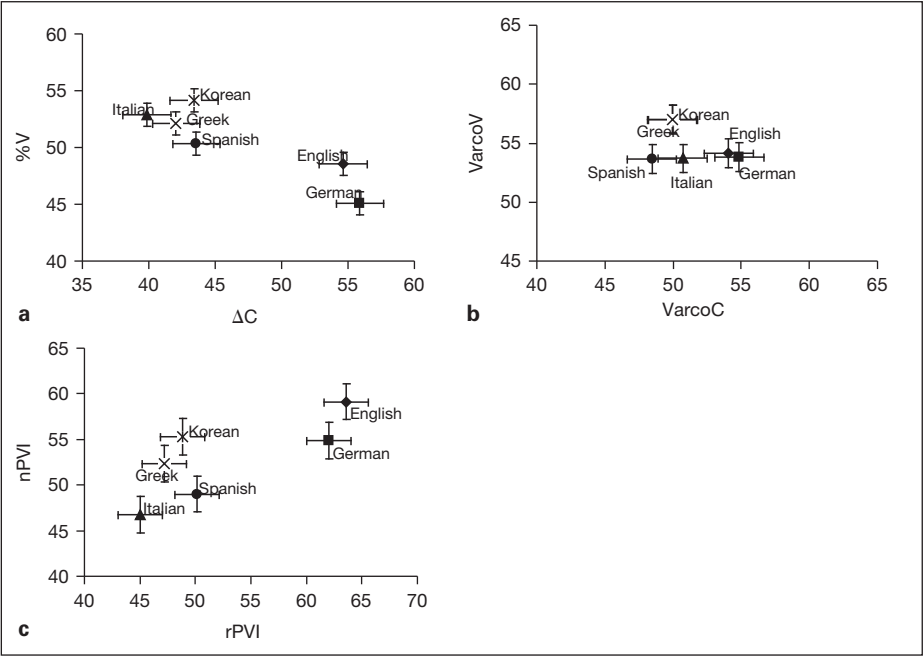 60
55
50
45
40
%V
35 40 45 50 55 60
ΔC
Korean
Italian
Greek
Spanish
English
German
a
65
60
55
50
45
VarcoV
40 45 50 55 60 65
VarcoC
Korean
Greek
English
Spanish
Italian
German
b
65
60
55
50
45
40
nPVI
40 45 50 55 60 65 70
rPVI
English
Korean
German
Greek
Spanish
Italian
c